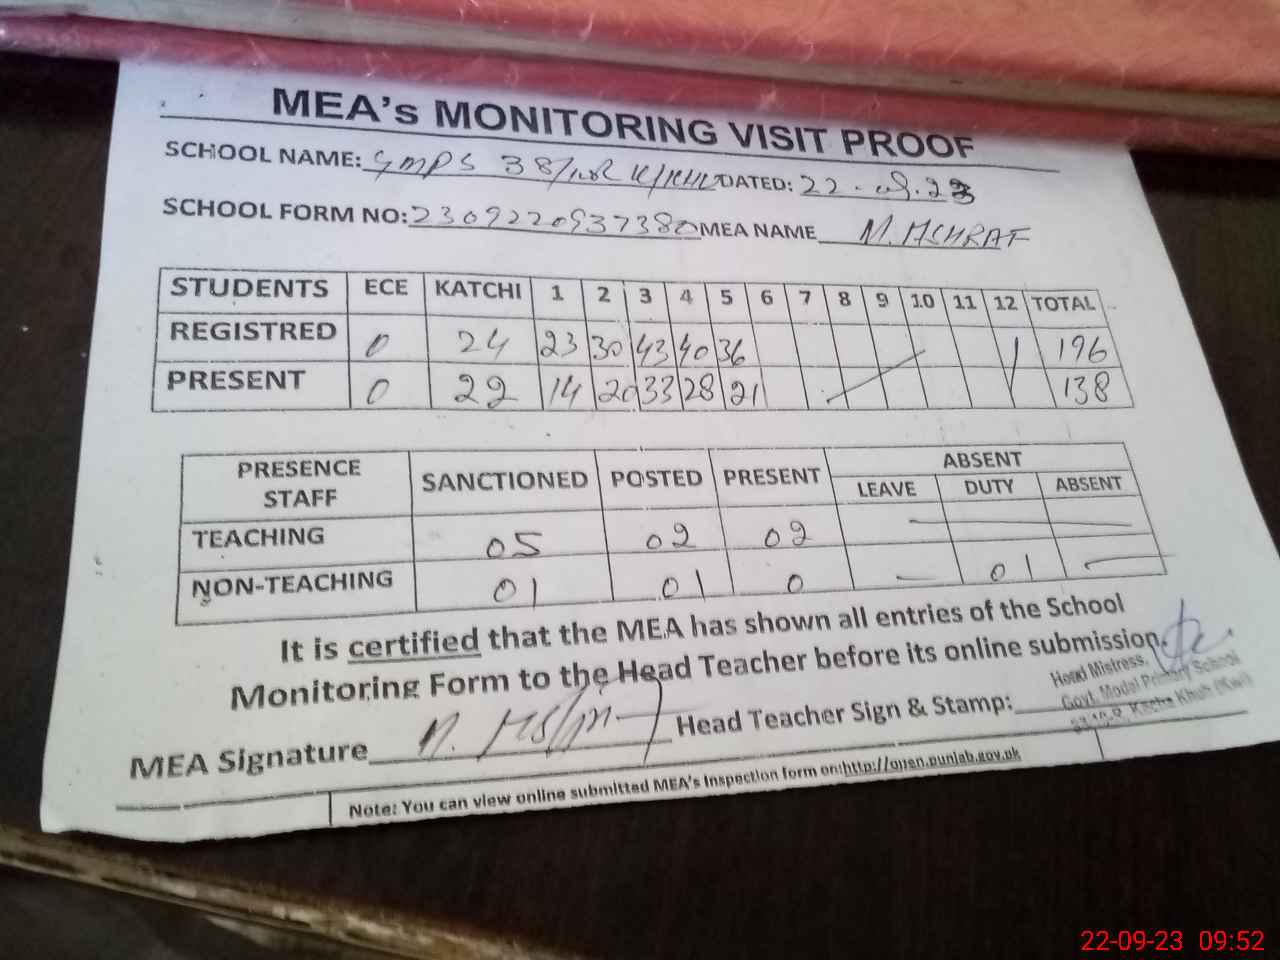 MEA's MONITORING VISIT PROOF
SCHOOL NAME: GMPS 38/10R K/KHU DATED: 22.09.23
SCHOOL FORM NO: 2309220937380 MEA NAME M. ASHRAF
STUDENTS ECE KATCHI 1 2 3 4 5 6 7 8 9 10 11 12 TOTAL
REGISTRED 0 24 23 30 43 40 36 196
PRESENT 0 22 14 20 33 28 21 138
PRESENCE STAFF SANCTIONED POSTED PRESENT ABSENT
LEAVE DUTY ABSENT
TEACHING 05 02 02
NON-TEACHING 01 01 0 – 01 –
It is certified that the MEA has shown all entries of the School
Monitoring Form to the Head Teacher before its online submission.
MEA Signature M. Ashraf Head Teacher Sign & Stamp:
Head Mistress,
Govt. Modal Primary School
Kacha Khuh (Kwl)
Note: You can view online submitted MEA's Inspection form on:http://open.punjab.gov.pk
22-09-23 09:52